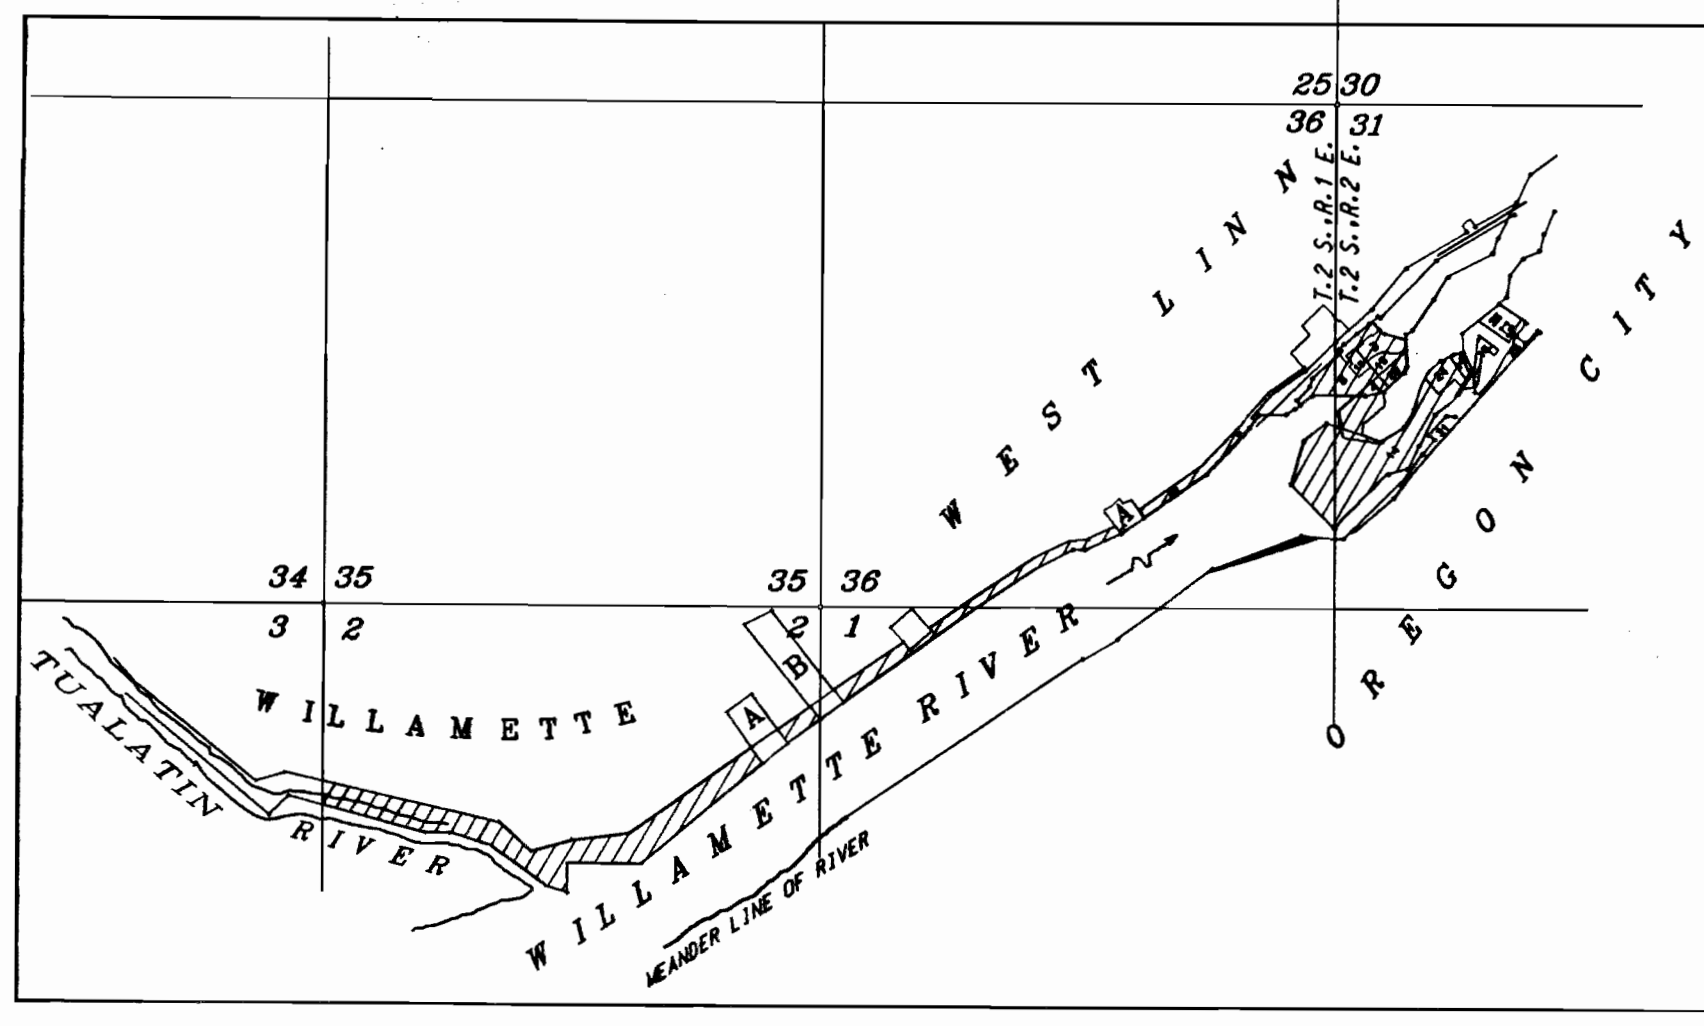 25 30
36 31
T.2 S.,R.1 E.
T.2 S.,R.2 E.
WEST LINN
OREGON CITY
A
34 35
3 2
35 36
2 1
B
A
WILLAMETTE
TUALATIN
RIVER
WILLAMETTE RIVER
MEANDER LINE OF RIVER